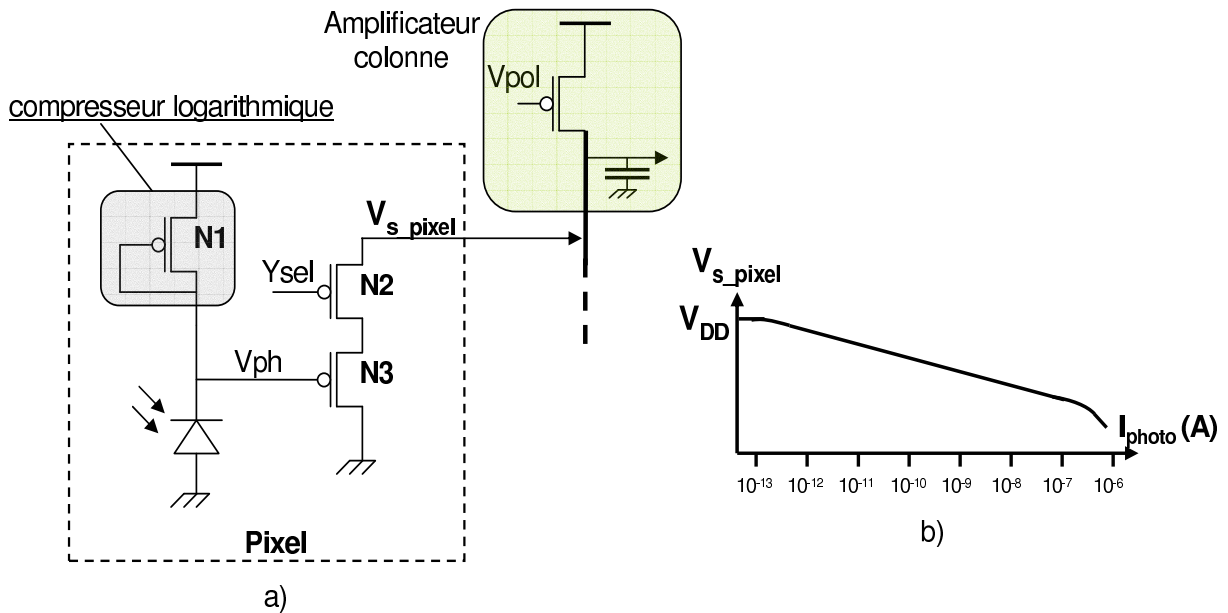 Amplificateur
colonne
Vpol
compresseur logarithmique
N1
V_s_pixel
Ysel
N2
Vph
N3
Pixel
a)
V_s_pixel
V_DD
I_photo (A)
10^-13 10^-12 10^-11 10^-10 10^-9 10^-8 10^-7 10^-6
b)